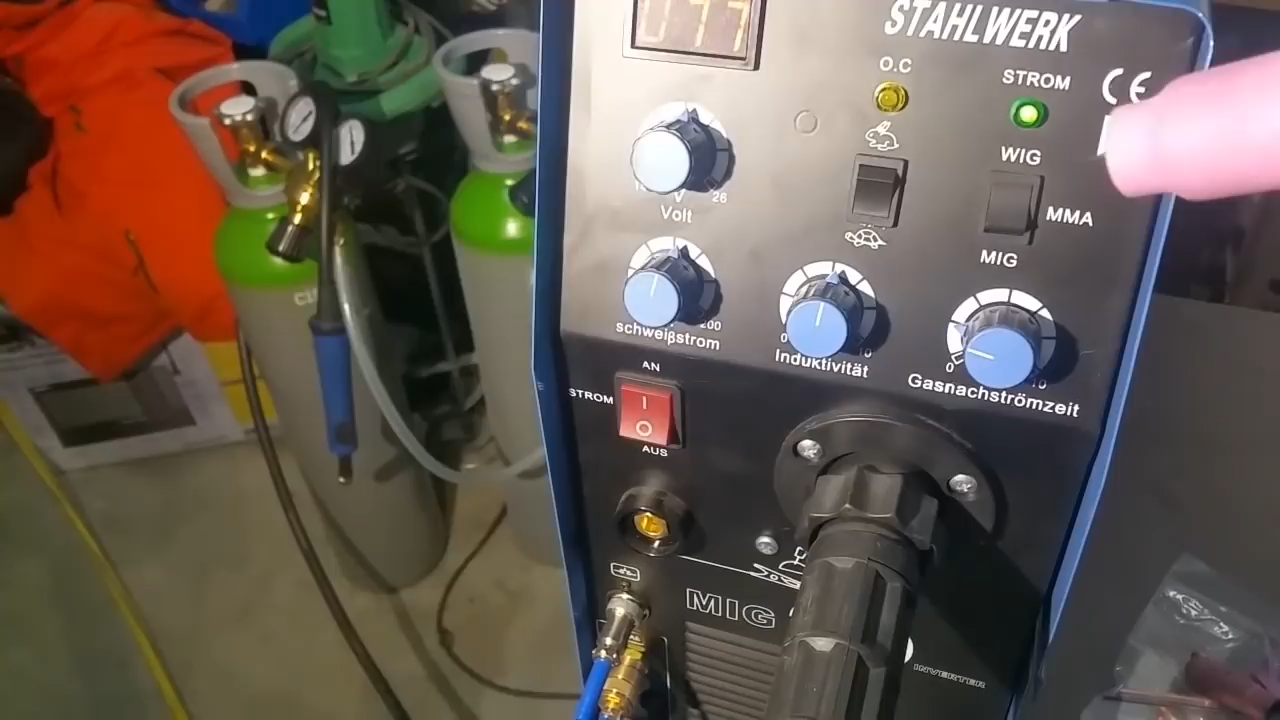 077
STAHLWERK
O.C
STROM
CE
WIG
MMA
MIG
26
V
Volt
200
schweißstrom
0
10
Induktivität
0
10
Gasnachströmzeit
AN
STROM
I
O
AUS
MIG
INVERTER